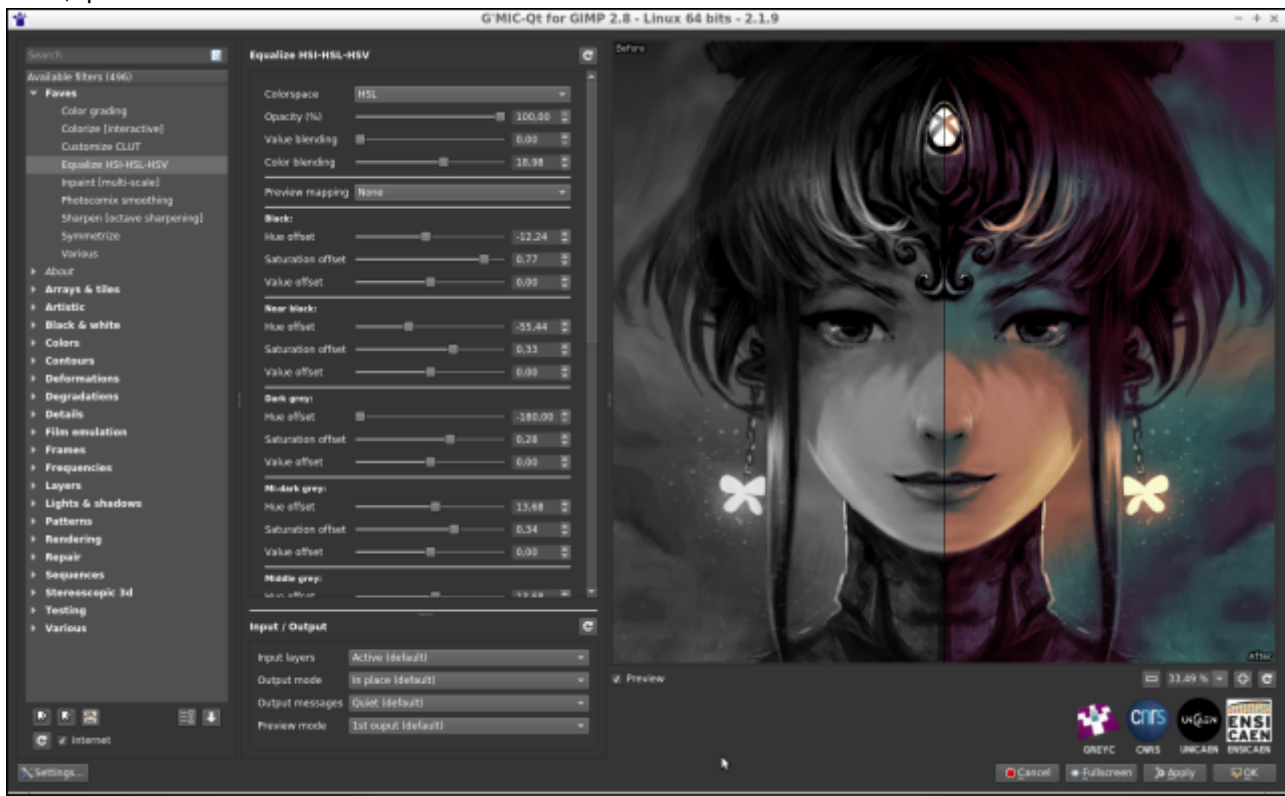 G'MIC-Qt for GIMP 2.8 - Linux 64 bits - 2.1.9
Search
Available filters (496)
Faves
Color grading
Colorize [interactive]
Customize CLUT
Equalize HSI-HSL-HSV
Inpaint [multi-scale]
Photocomix smoothing
Sharpen [octave sharpening]
Symmetrize
Various
About
Arrays & tiles
Artistic
Black & white
Colors
Contours
Deformations
Degradations
Details
Film emulation
Frames
Frequencies
Layers
Lights & shadows
Patterns
Rendering
Repair
Sequences
Stereoscopic 3d
Testing
Various
Internet
Settings...
Equalize HSI-HSL-HSV
Colorspace HSL
Opacity (%) 100,00
Value blending 0,00
Color blending 18,98
Preview mapping None
Black:
Hue offset -12,24
Saturation offset 0,77
Value offset 0,00
Near black:
Hue offset -55,44
Saturation offset 0,33
Value offset 0,00
Dark grey:
Hue offset -180,00
Saturation offset 0,28
Value offset 0,00
Mi-dark grey:
Hue offset 13,68
Saturation offset 0,34
Value offset 0,00
Middle grey:
Hue offset 13,68
Input / Output
Input layers Active (default)
Output mode In place (default)
Output messages Quiet (default)
Preview mode 1st ouput (default)
Before
After
Preview
33,49 %
CNRS
UNICAEN
ENSI
CAEN
GREYC CNRS UNICAEN ENSICAEN
Cancel Fullscreen Apply OK